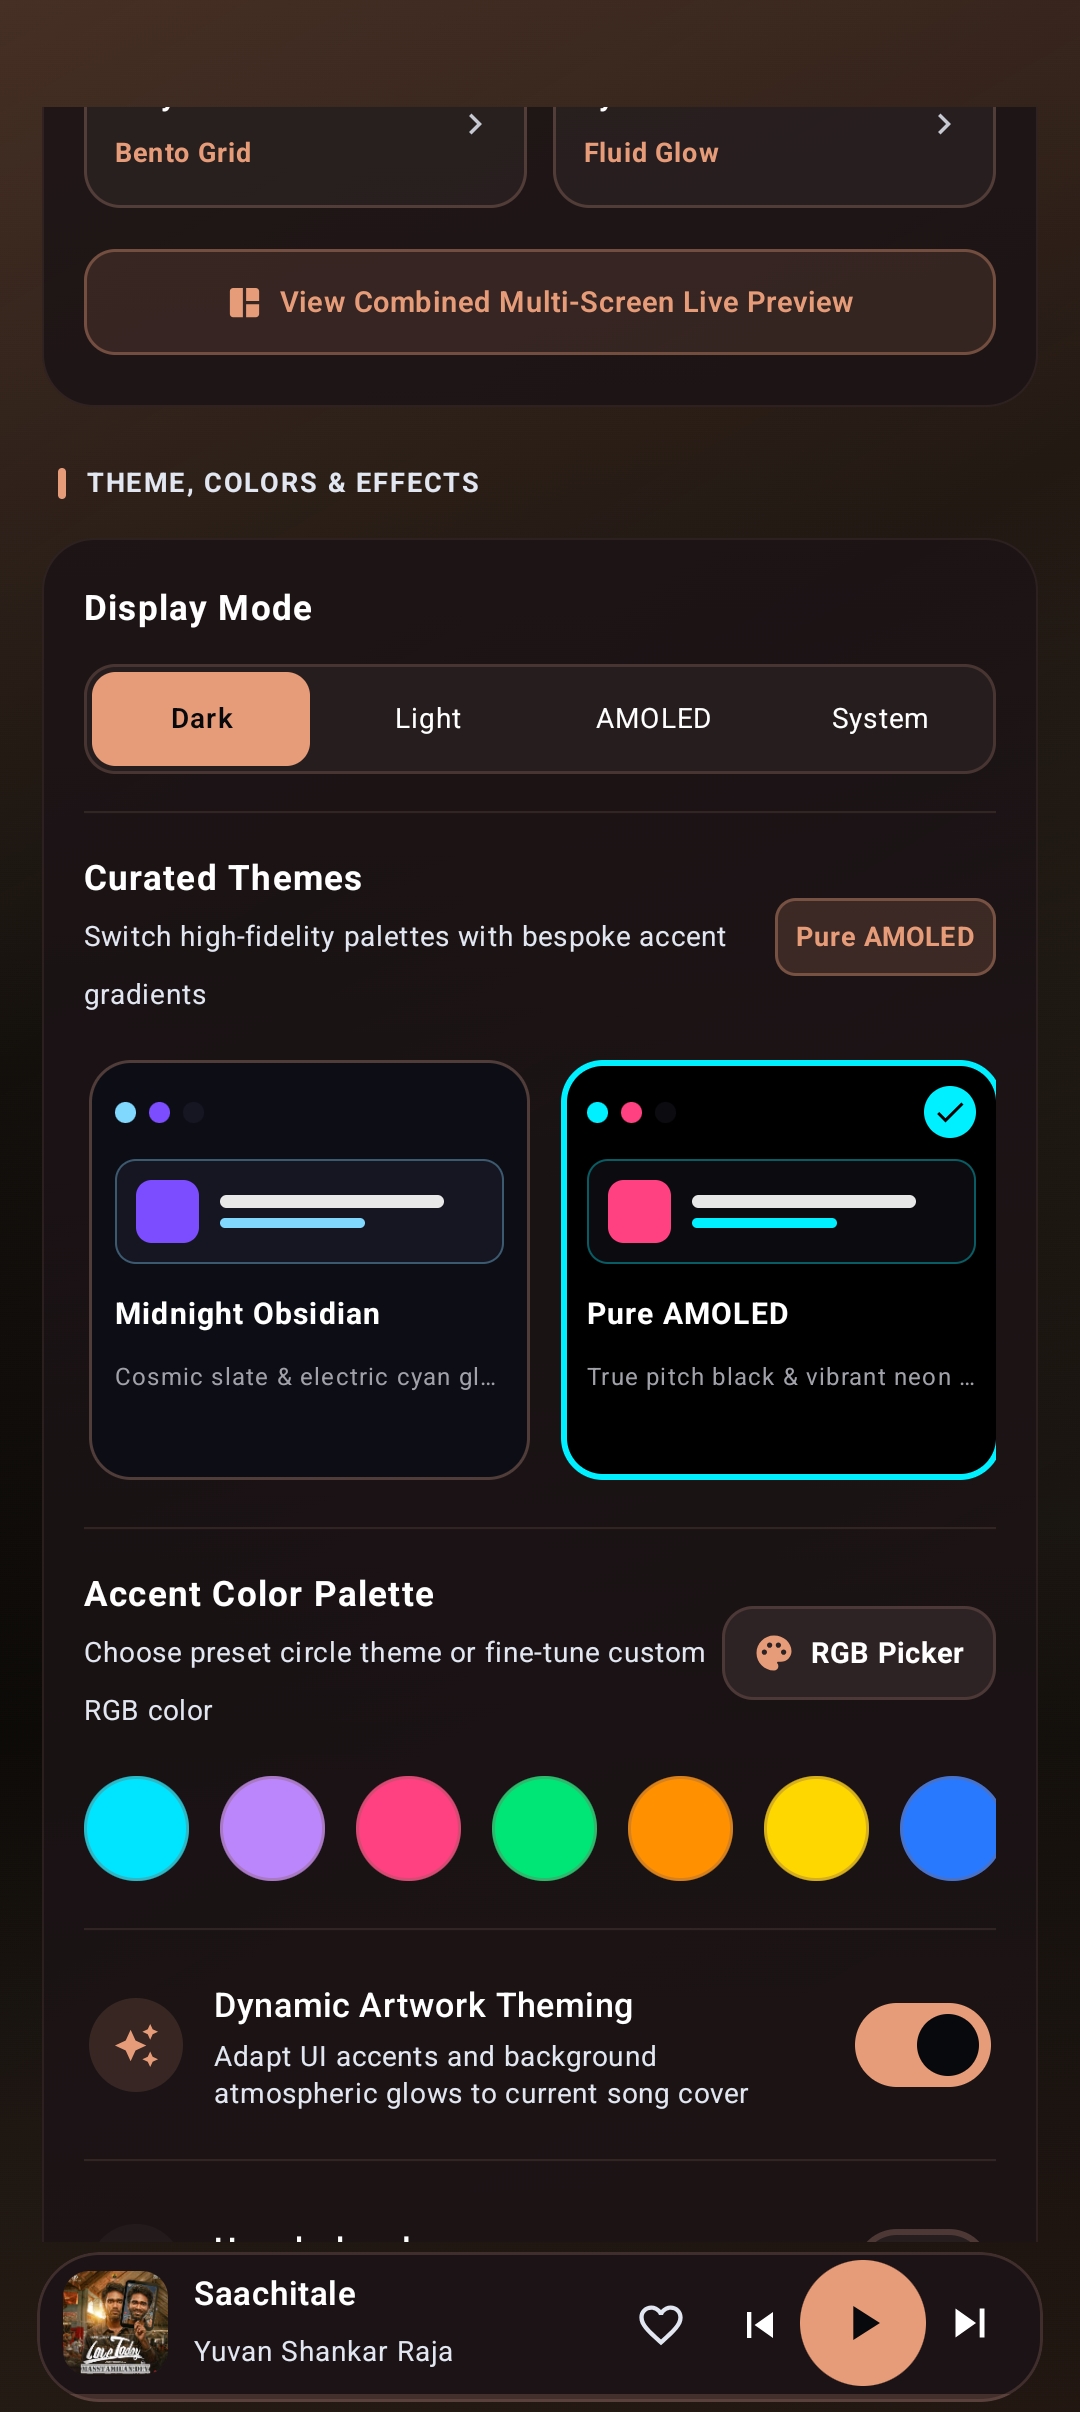 Bento Grid
Fluid Glow
View Combined Multi-Screen Live Preview
THEME, COLORS & EFFECTS
Display Mode
Dark
Light
AMOLED
System
Curated Themes
Switch high-fidelity palettes with bespoke accent
gradients
Pure AMOLED
Midnight Obsidian
Cosmic slate & electric cyan gl...
Pure AMOLED
True pitch black & vibrant neon ...
Accent Color Palette
Choose preset circle theme or fine-tune custom
RGB color
RGB Picker
Dynamic Artwork Theming
Adapt UI accents and background
atmospheric glows to current song cover
Saachitale
Yuvan Shankar Raja
Love Today
MASSTAMILAN.DEV